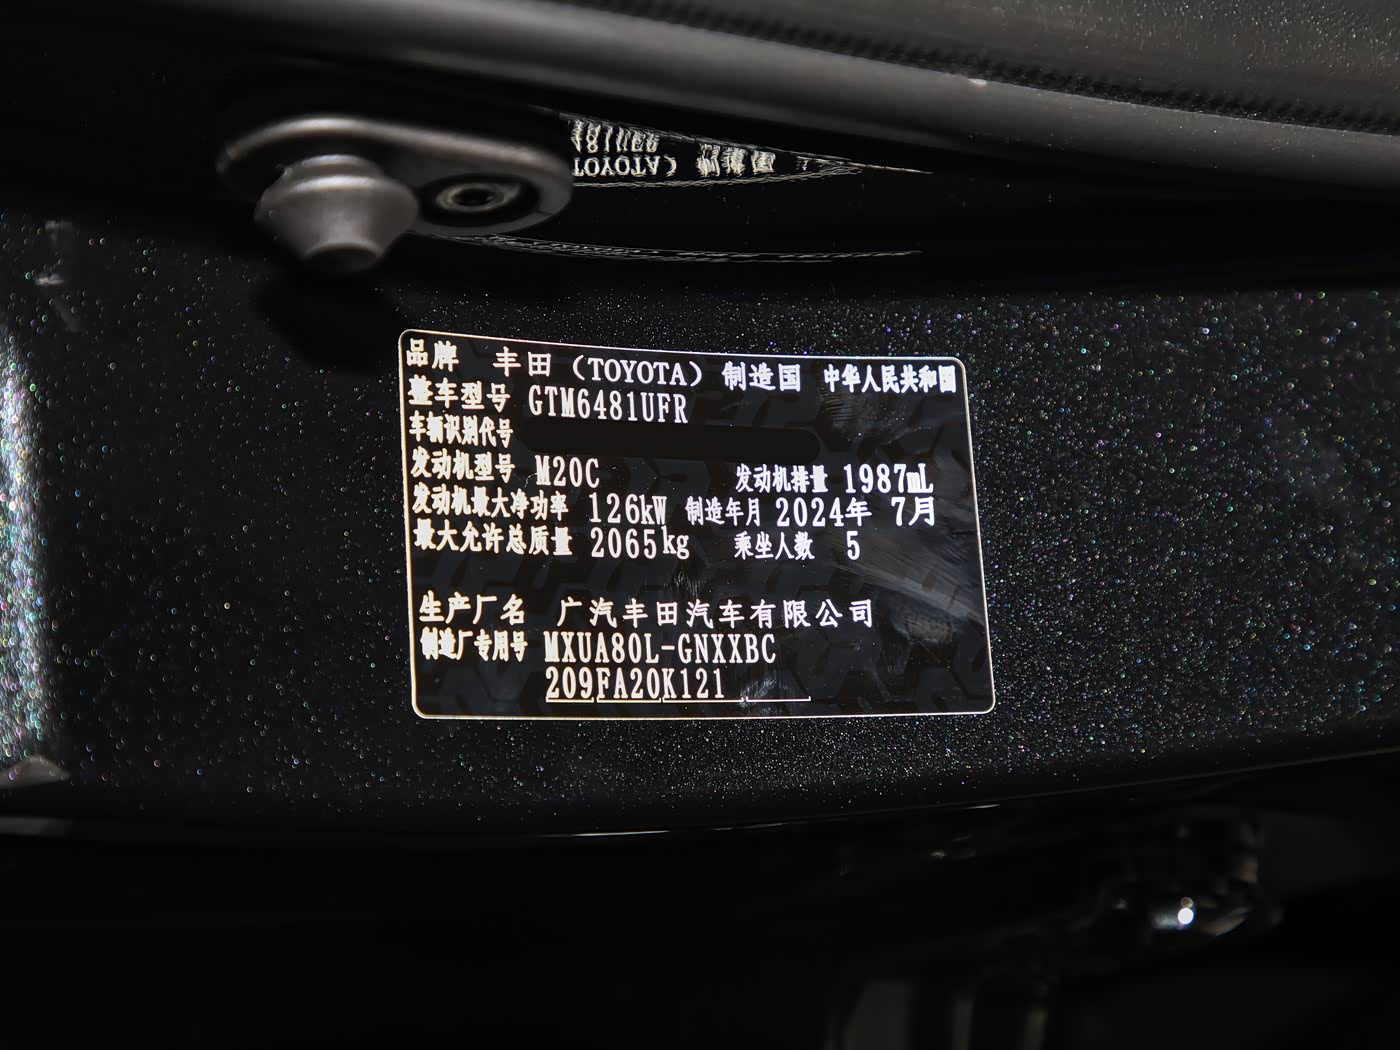 品牌 丰田（TOYOTA）制造国 中华人民共和国
整车型号 GTM6481UFR
车辆识别代号
发动机型号 M20C 发动机排量 1987mL
发动机最大净功率 126kW 制造年月 2024年 7月
最大允许总质量 2065kg 乘坐人数 5
生产厂名 广汽丰田汽车有限公司
制造厂专用号 MXUA80L-GNXXBC
209FA20K121